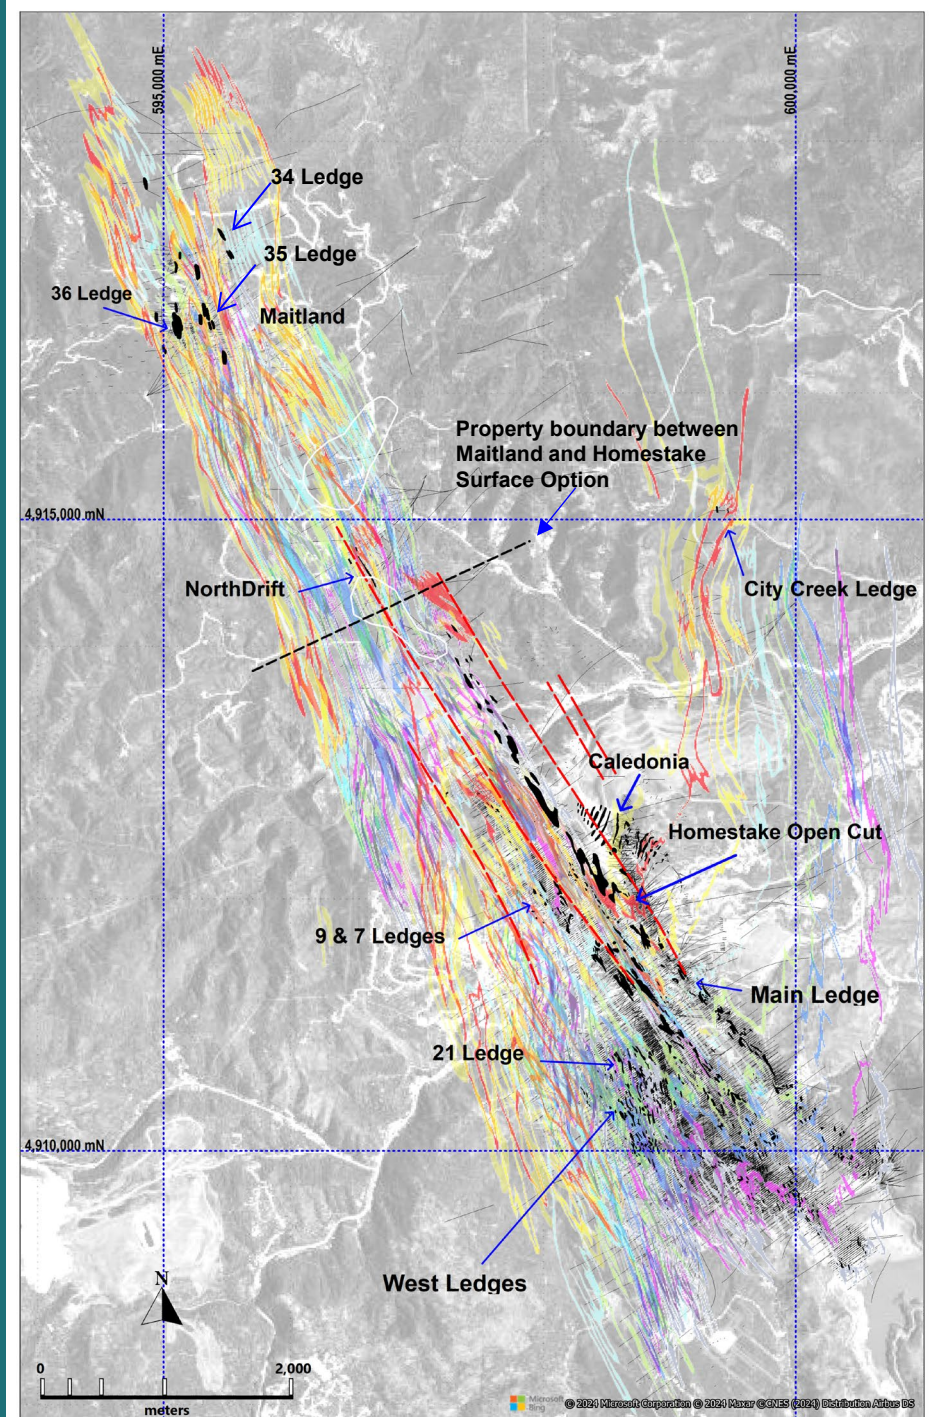 595,000 mE
600,000 mE
34 Ledge
35 Ledge
36 Ledge
Maitland
Property boundary between
Maitland and Homestake
Surface Option
4,915,000 mN
NorthDrift
City Creek Ledge
Caledonia
Homestake Open Cut
9 & 7 Ledges
Main Ledge
21 Ledge
4,910,000 mN
West Ledges
N
0 2,000
meters
Microsoft
Bing
© 2024 Microsoft Corporation © 2024 Maxar ©CNES (2024) Distribution Airbus DS